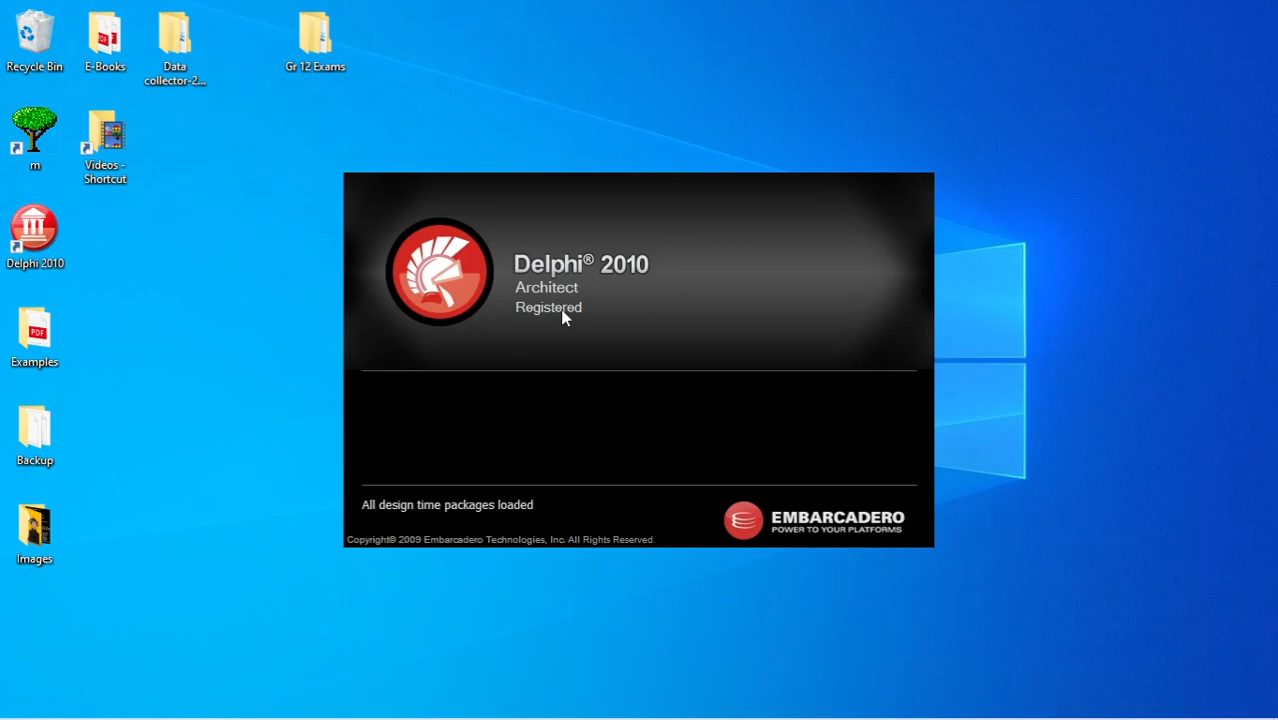 Recycle Bin
E-Books
Data
collector-2...
Gr 12 Exams
m
Videos -
Shortcut
Delphi 2010
Examples
Backup
Images
Delphi® 2010
Architect
Registered
All design time packages loaded
EMBARCADERO
POWER TO YOUR PLATFORMS
Copyright© 2009 Embarcadero Technologies, Inc. All Rights Reserved.